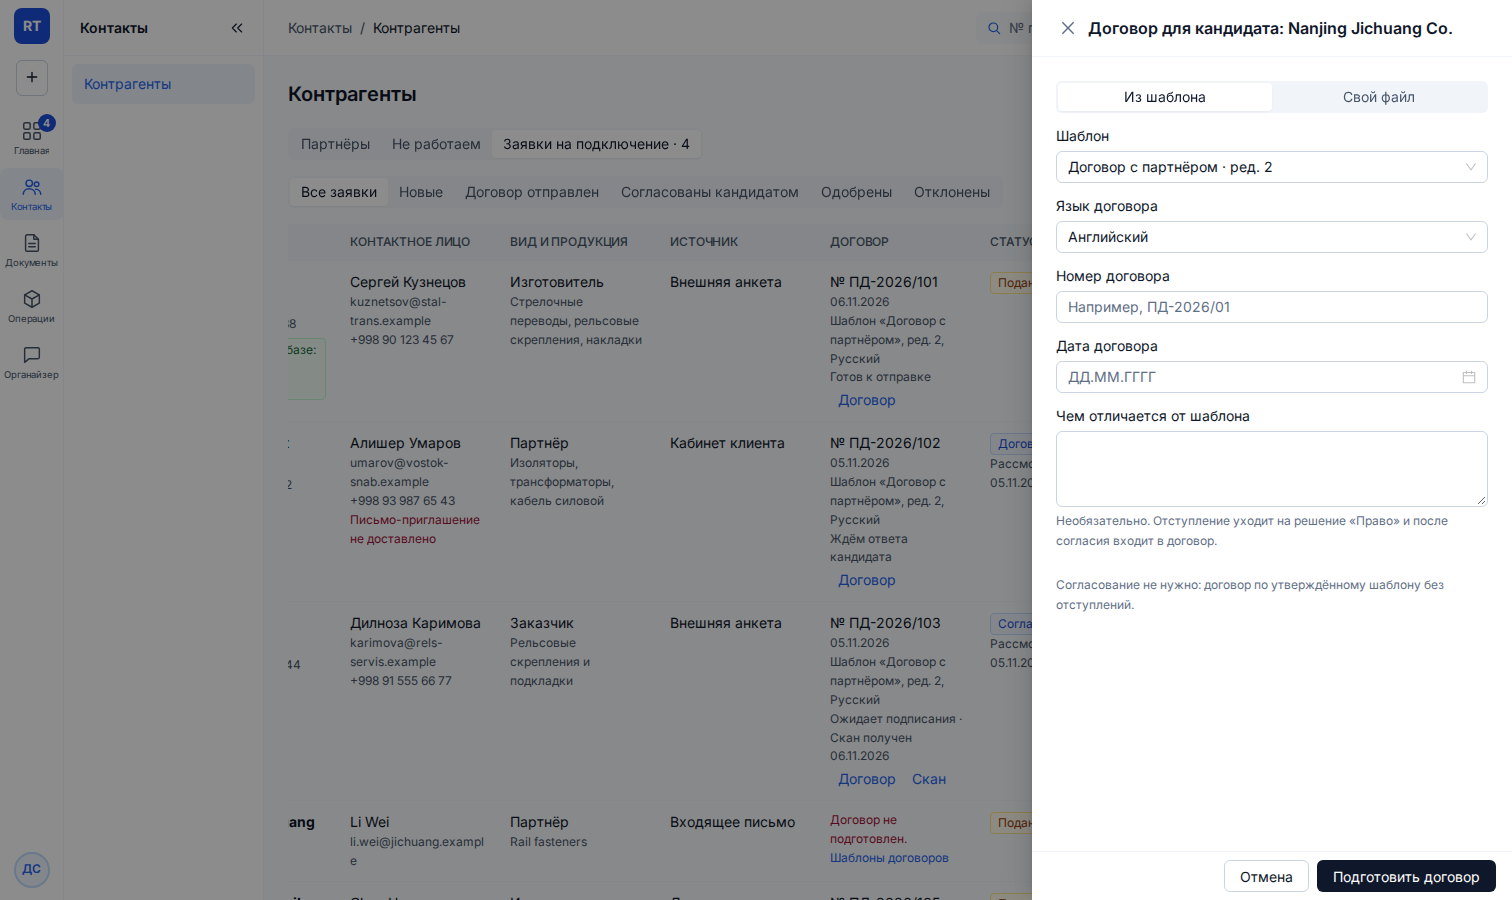 RT
Контакты
Контакты / Контрагенты
№
Договор для кандидата: Nanjing Jichuang Co.
4
Главная
Контакты
Документы
Операции
Органайзер
ДС
Контрагенты
Контрагенты
Партнёры
Не работаем
Заявки на подключение · 4
Все заявки
Новые
Договор отправлен
Согласованы кандидатом
Одобрены
Отклонены
КОНТАКТНОЕ ЛИЦО
ВИД И ПРОДУКЦИЯ
ИСТОЧНИК
ДОГОВОР
базе:
Сергей Кузнецов
kuznetsov@stal-
trans.example
+998 90 123 45 67
Изготовитель
Стрелочные
переводы, рельсовые
скрепления, накладки
Внешняя анкета
№ ПД-2026/101
06.11.2026
Шаблон «Договор с
партнёром», ред. 2,
Русский
Готов к отправке
Договор
Алишер Умаров
umarov@vostok-
snab.example
+998 93 987 65 43
Письмо-приглашение
не доставлено
Партнёр
Изоляторы,
трансформаторы,
кабель силовой
Кабинет клиента
№ ПД-2026/102
05.11.2026
Шаблон «Договор с
партнёром», ред. 2,
Русский
Ждём ответа
кандидата
Договор
44
Дилноза Каримова
karimova@rels-
servis.example
+998 91 555 66 77
Заказчик
Рельсовые
скрепления и
подкладки
Внешняя анкета
№ ПД-2026/103
05.11.2026
Шаблон «Договор с
партнёром», ред. 2,
Русский
Ожидает подписания ·
Скан получен
06.11.2026
Договор
Скан
ang
Li Wei
li.wei@jichuang.exampl
e
Партнёр
Rail fasteners
Входящее письмо
Договор не
подготовлен.
Шаблоны договоров
Из шаблона
Свой файл
Шаблон
Договор с партнёром · ред. 2
Язык договора
Английский
Номер договора
Например, ПД-2026/01
Дата договора
ДД.ММ.ГГГГ
Чем отличается от шаблона
Необязательно. Отступление уходит на решение «Право» и после
согласия входит в договор.
Согласование не нужно: договор по утверждённому шаблону без
отступлений.
Отмена
Подготовить договор